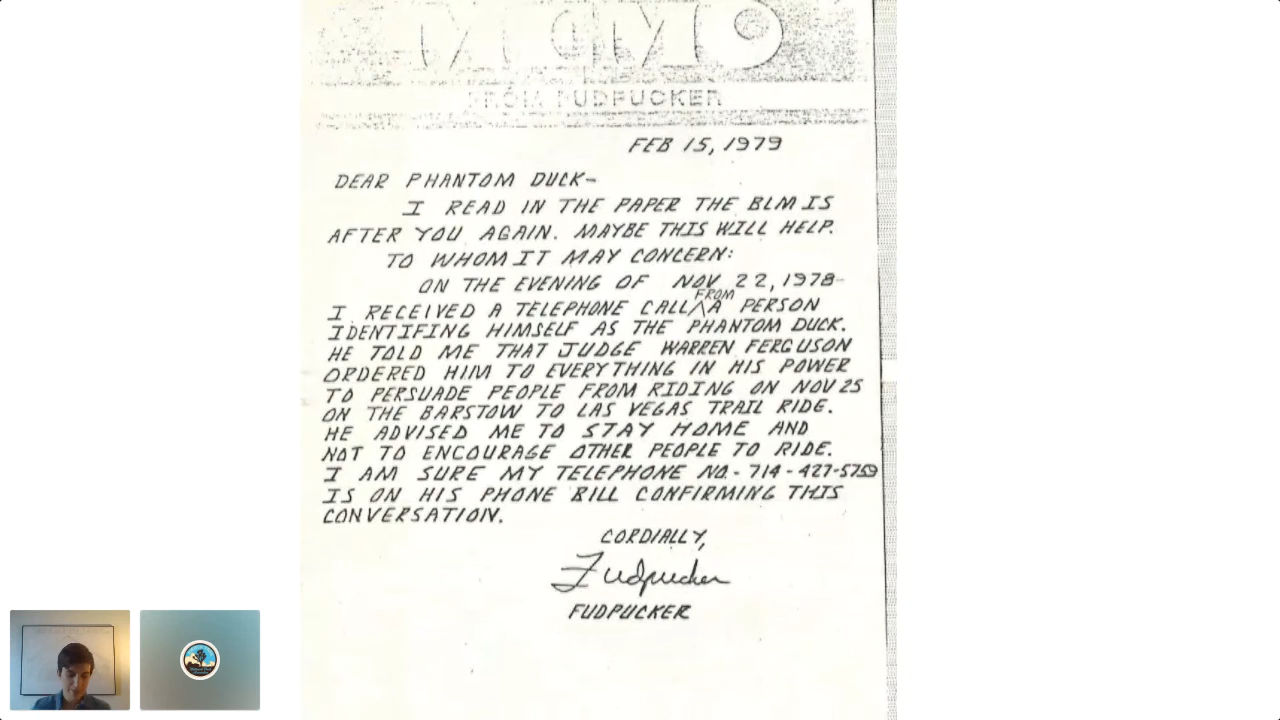 MEMO
FROM FUDPUCKER
FEB 15, 1979
DEAR PHANTOM DUCK-
I READ IN THE PAPER THE BLM IS
AFTER YOU AGAIN. MAYBE THIS WILL HELP.
TO WHOM IT MAY CONCERN:
ON THE EVENING OF NOV 22, 1978
I RECEIVED A TELEPHONE CALL FROM A PERSON
IDENTIFING HIMSELF AS THE PHANTOM DUCK.
HE TOLD ME THAT JUDGE WARREN FERGUSON
ORDERED HIM TO EVERYTHING IN HIS POWER
TO PERSUADE PEOPLE FROM RIDING ON NOV 25
ON THE BARSTOW TO LAS VEGAS TRAIL RIDE.
HE ADVISED ME TO STAY HOME AND
NOT TO ENCOURAGE OTHER PEOPLE TO RIDE.
I AM SURE MY TELEPHONE NO. - 714-427-5759
IS ON HIS PHONE BILL CONFIRMING THIS
CONVERSATION.
CORDIALLY,
Fudpucker
FUDPUCKER